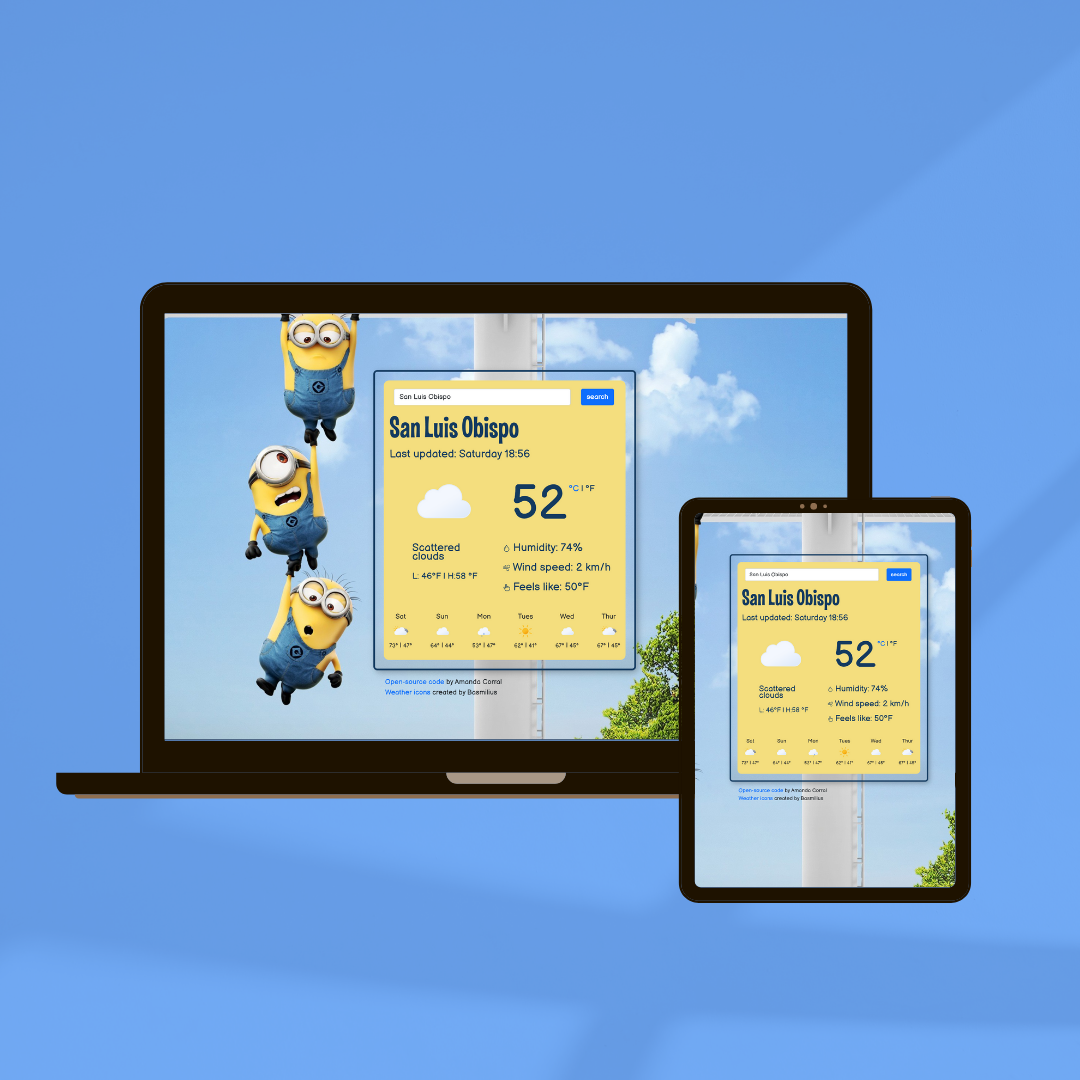 San Luis Obispo
search
San Luis Obispo
Last updated: Saturday 18:56
52 °C | °F
Scattered
clouds
L: 46°F | H:58 °F
Humidity: 74%
Wind speed: 2 km/h
Feels like: 50°F
Sat Sun Mon Tues Wed Thur
73° | 47° 64° | 44° 53° | 47° 62° | 41° 67° | 45° 67° | 45°
Open-source code by Amanda Corral
Weather icons created by Basmilius
San Luis Obispo
search
San Luis Obispo
Last updated: Saturday 18:56
52 °C | °F
Scattered
clouds
L: 46°F | H:58 °F
Humidity: 74%
Wind speed: 2 km/h
Feels like: 50°F
Sat Sun Mon Tues Wed Thur
73° | 47° 64° | 44° 53° | 47° 62° | 41° 67° | 45° 67° | 45°
Open-source code by Amanda Corral
Weather icons created by Basmilius